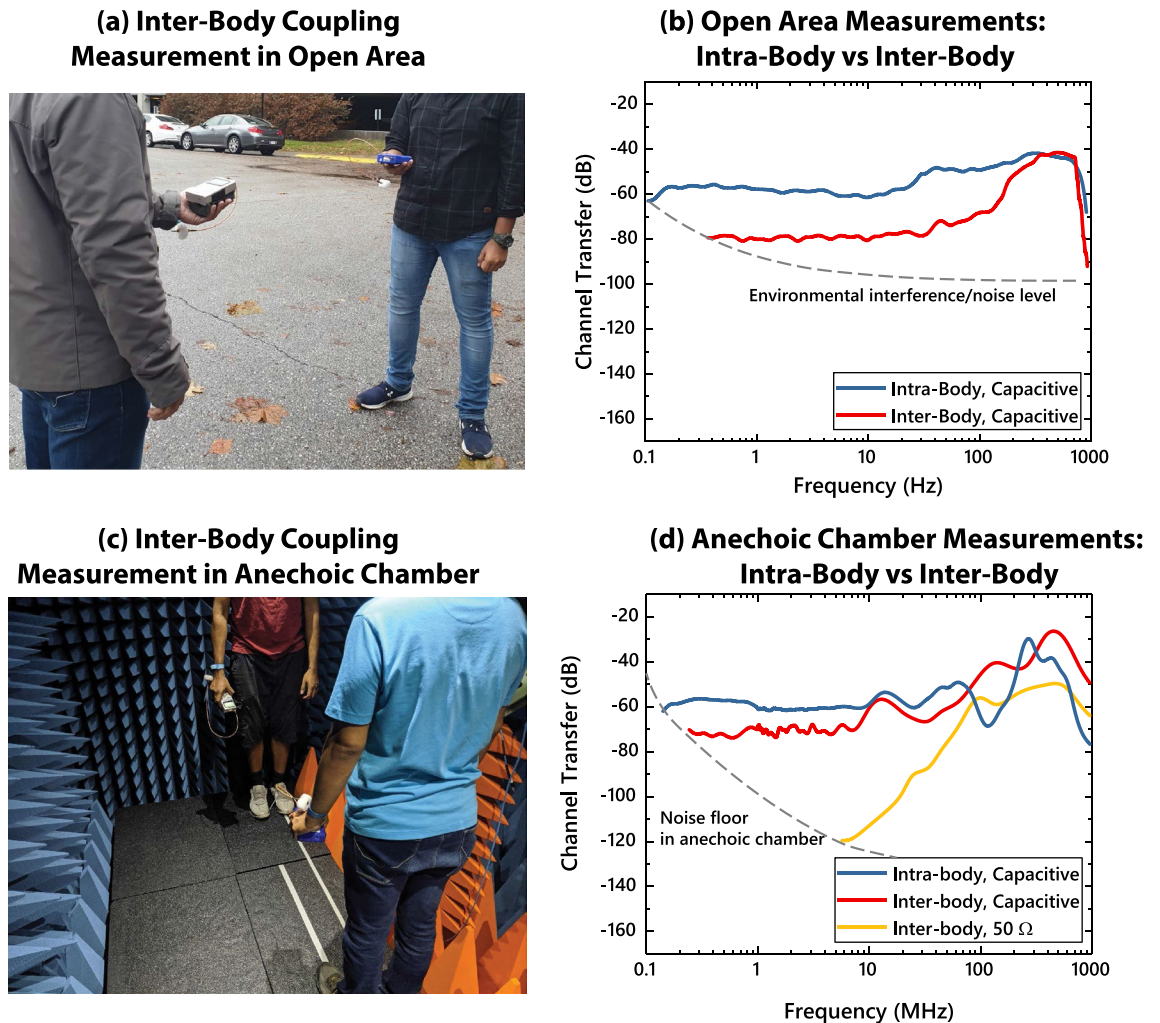 (a) Inter-Body Coupling
Measurement in Open Area
(b) Open Area Measurements:
Intra-Body vs Inter-Body
-20
-40
-60
-80
-100
-120
-140
-160
Channel Transfer (dB)
Environmental interference/noise level
Intra-Body, Capacitive
Inter-Body, Capacitive
0.1
1
10
100
1000
Frequency (Hz)
(c) Inter-Body Coupling
Measurement in Anechoic Chamber
(d) Anechoic Chamber Measurements:
Intra-Body vs Inter-Body
-20
-40
-60
-80
-100
-120
-140
-160
Channel Transfer (dB)
Noise floor
in anechoic chamber
Intra-body, Capacitive
Inter-body, Capacitive
Inter-body, 50 Ω
0.1
1
10
100
1000
Frequency (MHz)